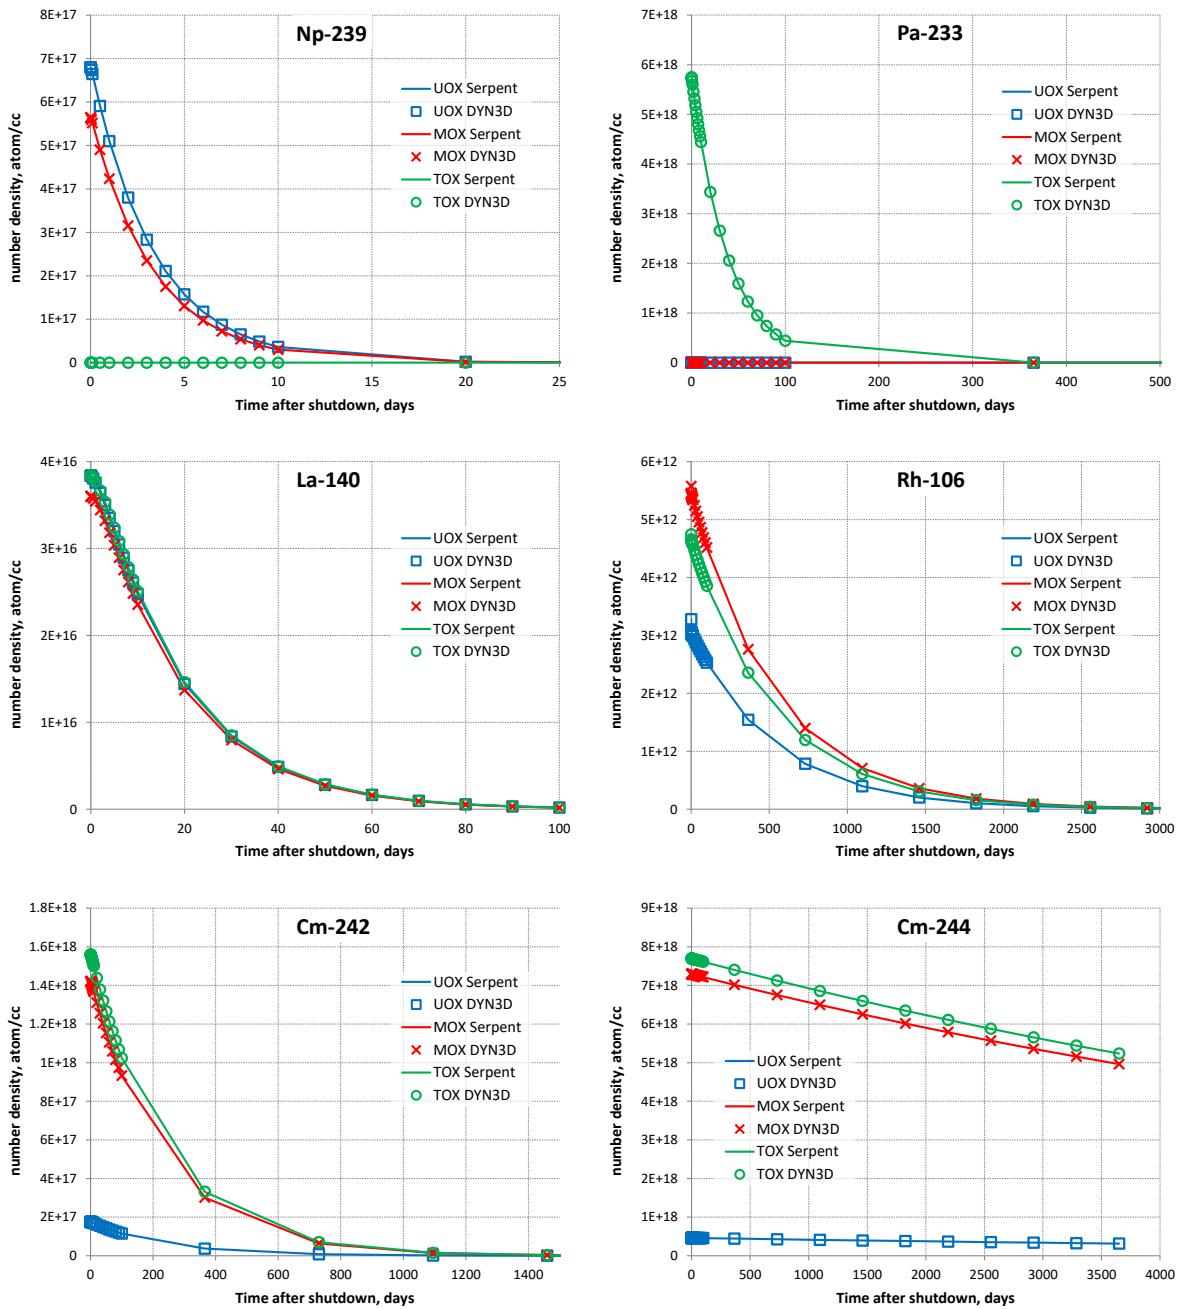 Np-239
number density, atom/cc
8E+17
7E+17
6E+17
5E+17
4E+17
3E+17
2E+17
1E+17
0
UOX Serpent
UOX DYN3D
MOX Serpent
MOX DYN3D
TOX Serpent
TOX DYN3D
0 5 10 15 20 25
Time after shutdown, days
Pa-233
number density, atom/cc
7E+18
6E+18
5E+18
4E+18
3E+18
2E+18
1E+18
0
UOX Serpent
UOX DYN3D
MOX Serpent
MOX DYN3D
TOX Serpent
TOX DYN3D
0 100 200 300 400 500
Time after shutdown, days
La-140
number density, atom/cc
4E+16
3E+16
2E+16
1E+16
0
UOX Serpent
UOX DYN3D
MOX Serpent
MOX DYN3D
TOX Serpent
TOX DYN3D
0 20 40 60 80 100
Time after shutdown, days
Rh-106
number density, atom/cc
6E+12
5E+12
4E+12
3E+12
2E+12
1E+12
0
UOX Serpent
UOX DYN3D
MOX Serpent
MOX DYN3D
TOX Serpent
TOX DYN3D
0 500 1000 1500 2000 2500 3000
Time after shutdown, days
Cm-242
number density, atom/cc
1.8E+18
1.6E+18
1.4E+18
1.2E+18
1E+18
8E+17
6E+17
4E+17
2E+17
0
UOX Serpent
UOX DYN3D
MOX Serpent
MOX DYN3D
TOX Serpent
TOX DYN3D
0 200 400 600 800 1000 1200 1400
Time after shutdown, days
Cm-244
number density, atom/cc
9E+18
8E+18
7E+18
6E+18
5E+18
4E+18
3E+18
2E+18
1E+18
0
UOX Serpent
UOX DYN3D
MOX Serpent
MOX DYN3D
TOX Serpent
TOX DYN3D
0 500 1000 1500 2000 2500 3000 3500 4000
Time after shutdown, days